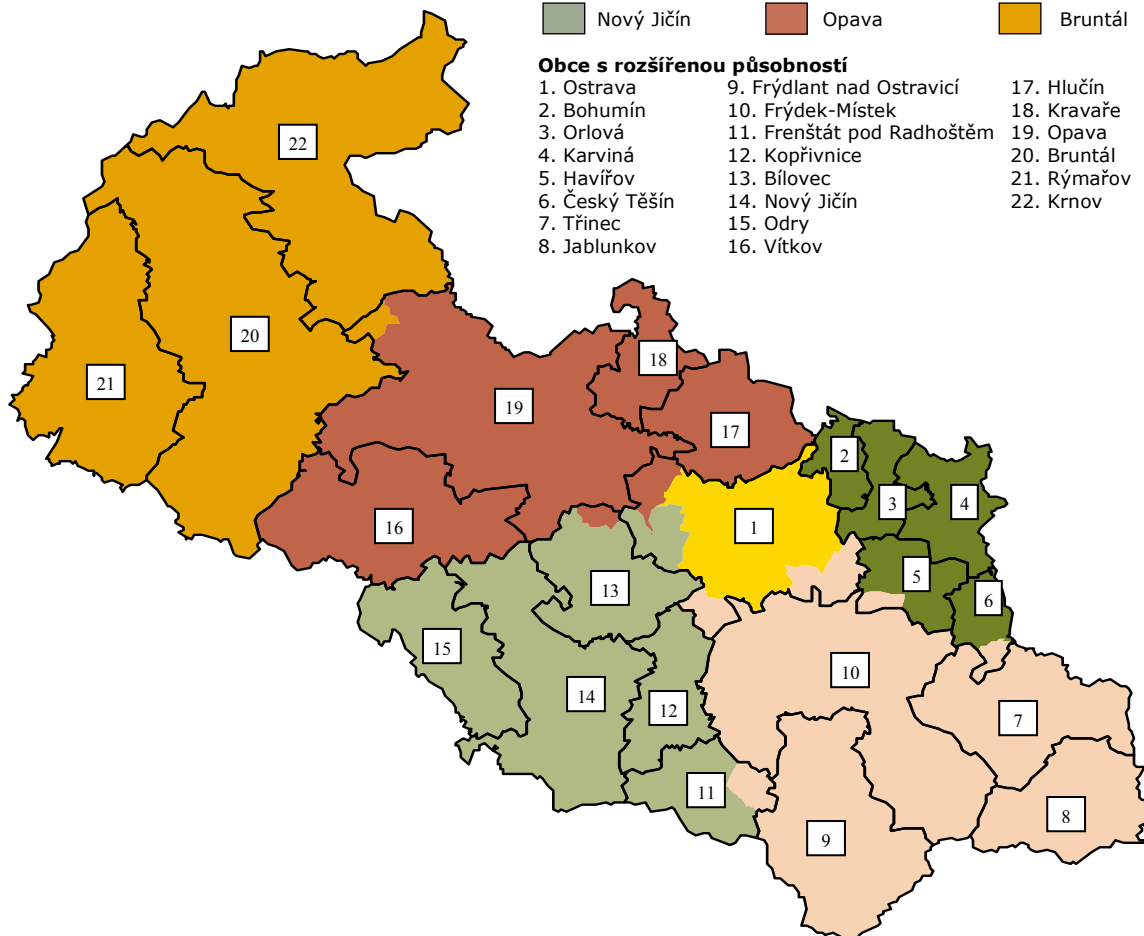 Nový Jičín
Opava
Bruntál
Obce s rozšířenou působností
1. Ostrava
2. Bohumín
3. Orlová
4. Karviná
5. Havířov
6. Český Těšín
7. Třinec
8. Jablunkov
9. Frýdlant nad Ostravicí
10. Frýdek-Místek
11. Frenštát pod Radhoštěm
12. Kopřivnice
13. Bílovec
14. Nový Jičín
15. Odry
16. Vítkov
17. Hlučín
18. Kravaře
19. Opava
20. Bruntál
21. Rýmařov
22. Krnov
22
20
21
18
19
17
2
3
4
16
1
5
13
6
15
10
14
12
7
11
8
9